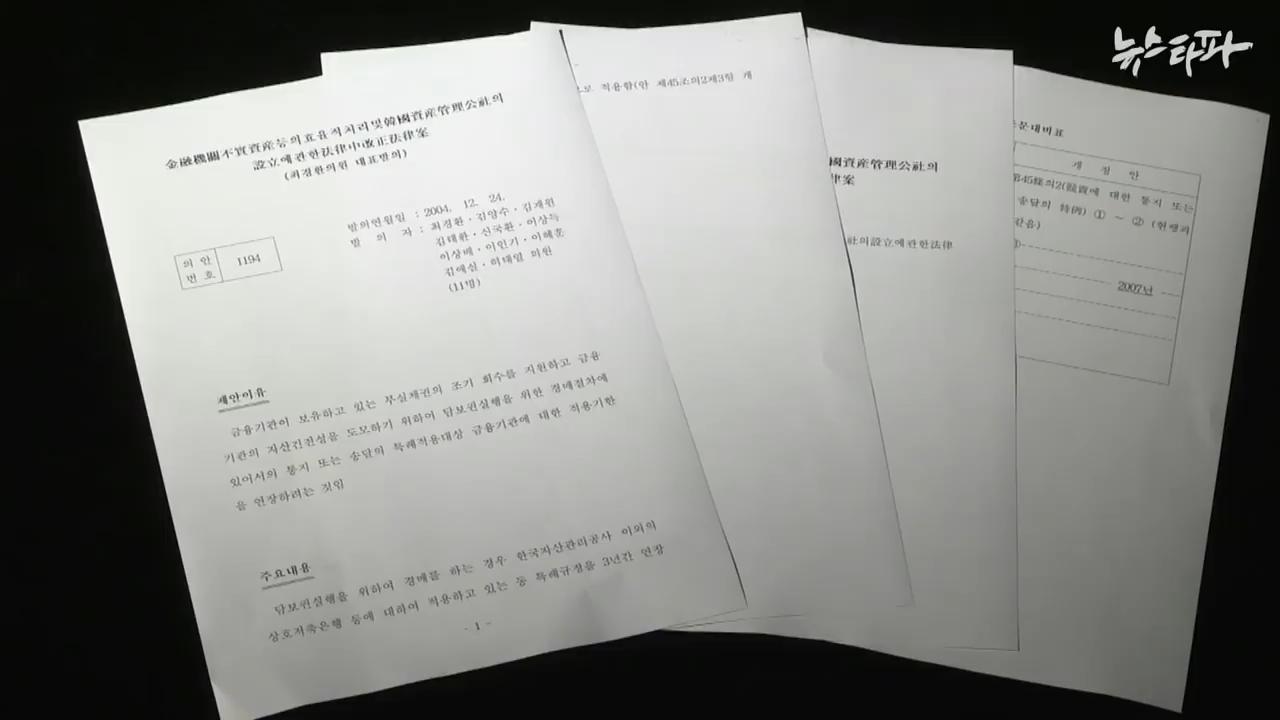 뉴스타파
金融機關不實資産等의效率的處理및韓國資産管理公社의
設立에관한法律中改正法律案
(최경환의원 대표발의)
의 안
번 호
1194
발의연월일 : 2004. 12. 24.
발 의 자 : 최경환·김양수·김재원
김태환·신국환·이상득
이상배·이인기·이혜훈
김애실·허태열 의원
(11명)
제안이유
금융기관이 보유하고 있는 부실채권의 조기 회수를 지원하고 금융
기관의 자산건전성을 도모하기 위하여 담보권실행을 위한 경매절차에
있어서의 통지 또는 송달의 특례적용대상 금융기관에 대한 적용기한
을 연장하려는 것임
주요내용
담보권실행을 위하여 경매를 하는 경우 한국자산관리공사 이외의
상호저축은행 등에 대하여 적용하고 있는 동 특례규정을 3년간 연장
- 1 -
으로 적용함(안 제45조의2제3항 개
國資産管理公社의
律案
社의設立에관한法律
문대비표
개 정 안
第45條의2(競賣에 대한 통지 또는
송달의 特例) ① ~ ② (현행과
같음)
2007년